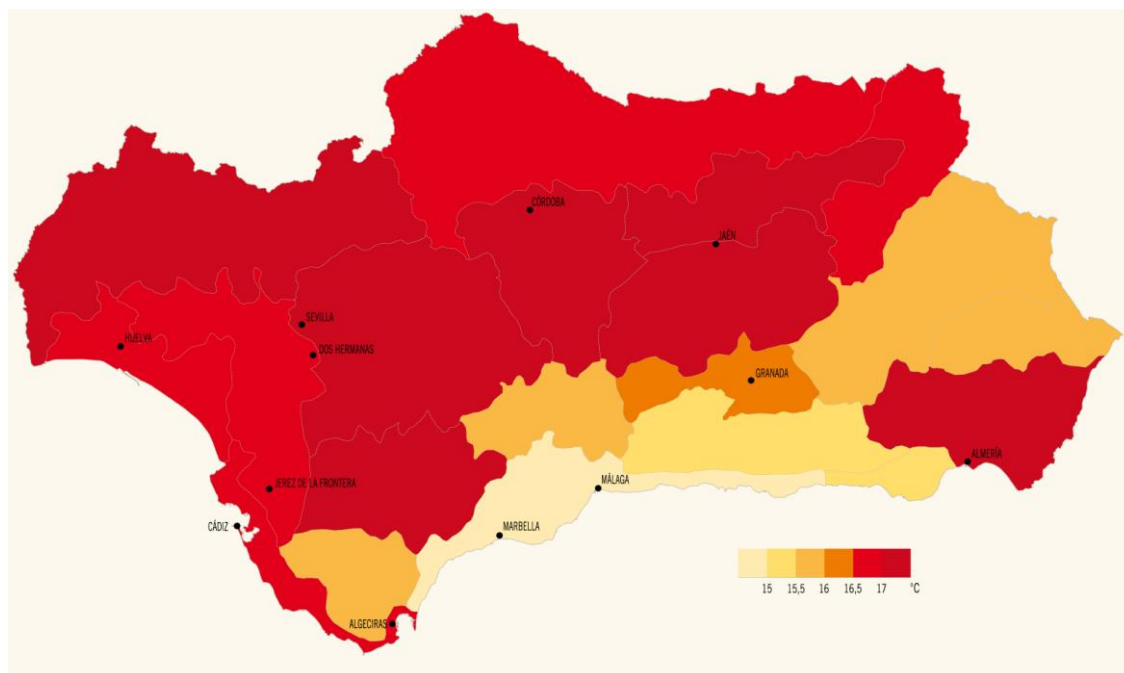 CÓRDOBA
JAÉN
SEVILLA
HUELVA
DOS HERMANAS
GRANADA
ALMERÍA
JEREZ DE LA FRONTERA
MÁLAGA
CÁDIZ
MARBELLA
15 15,5 16 16,5 17 °C
ALGECIRAS